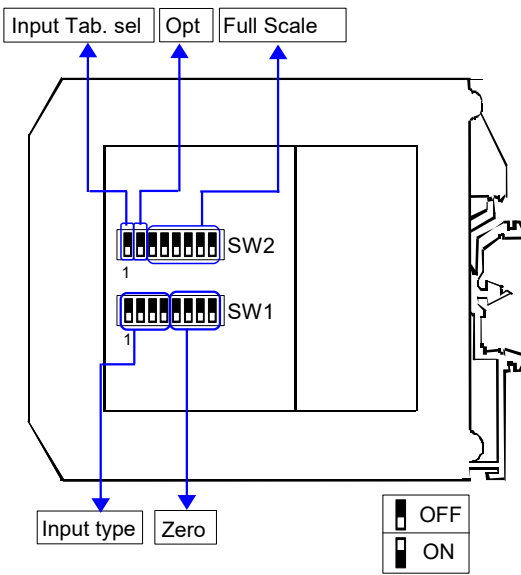 Input Tab. sel
Opt
Full Scale
SW2
1
SW1
1
Input type
Zero
OFF
ON